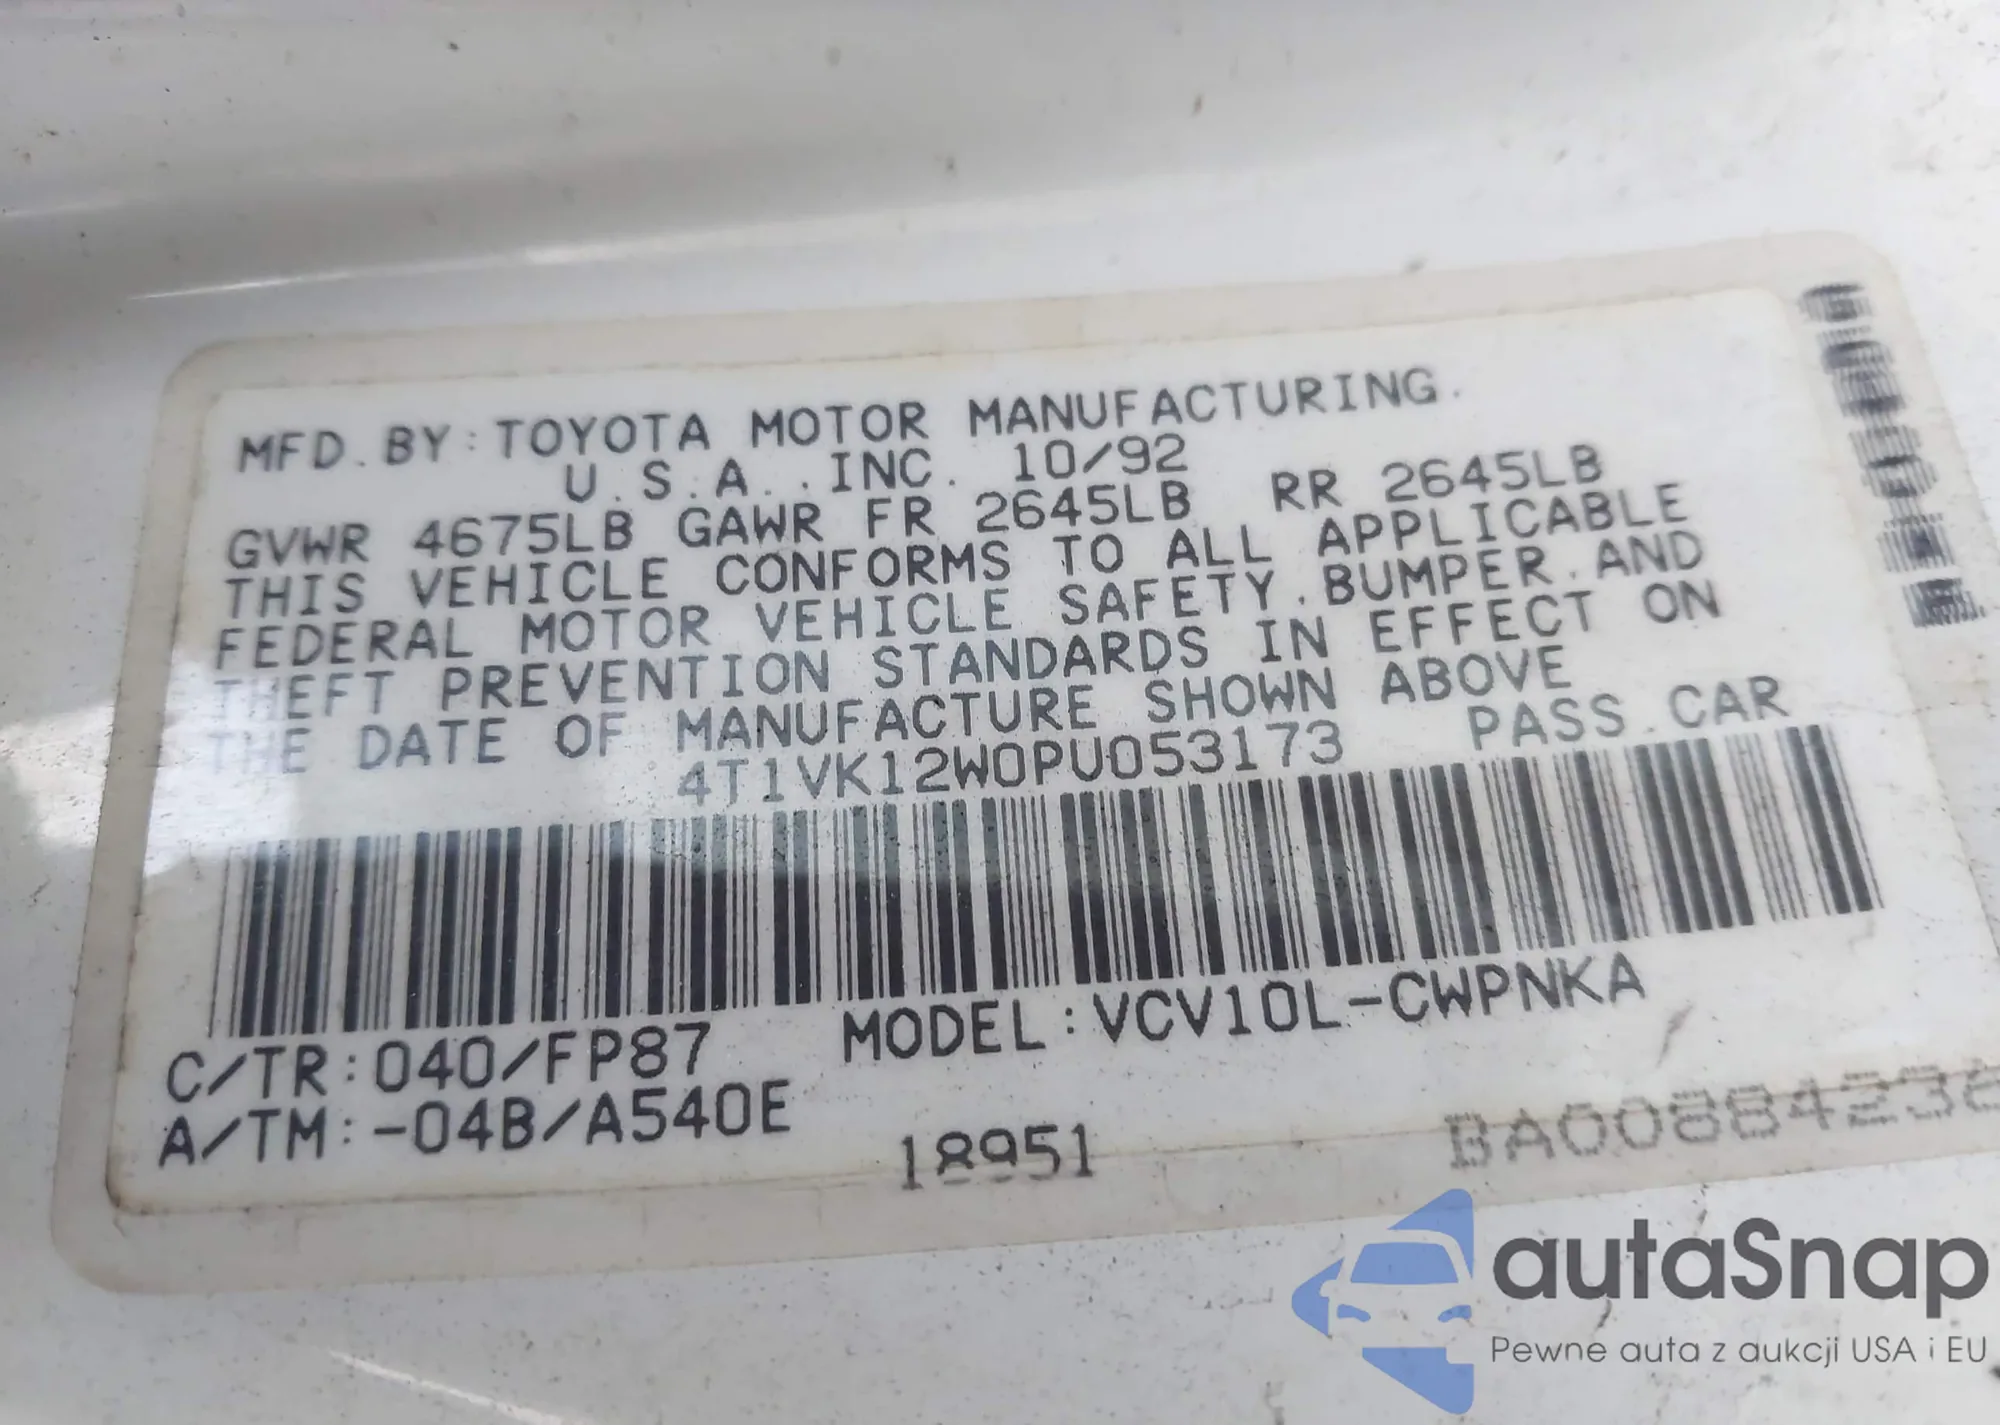 MFD.BY:TOYOTA MOTOR MANUFACTURING.
U.S.A..INC. 10/92
GVWR 4675LB GAWR FR 2645LB RR 2645LB
THIS VEHICLE CONFORMS TO ALL APPLICABLE
FEDERAL MOTOR VEHICLE SAFETY.BUMPER.AND
THEFT PREVENTION STANDARDS IN EFFECT ON
THE DATE OF MANUFACTURE SHOWN ABOVE
4T1VK12W0PU053173 PASS.CAR
C/TR:040/FP87 MODEL:VCV10L-CWPNKA
A/TM:-04B/A540E
18951
BA00884236
autaSnap
Pewne auta z aukcji USA i EU